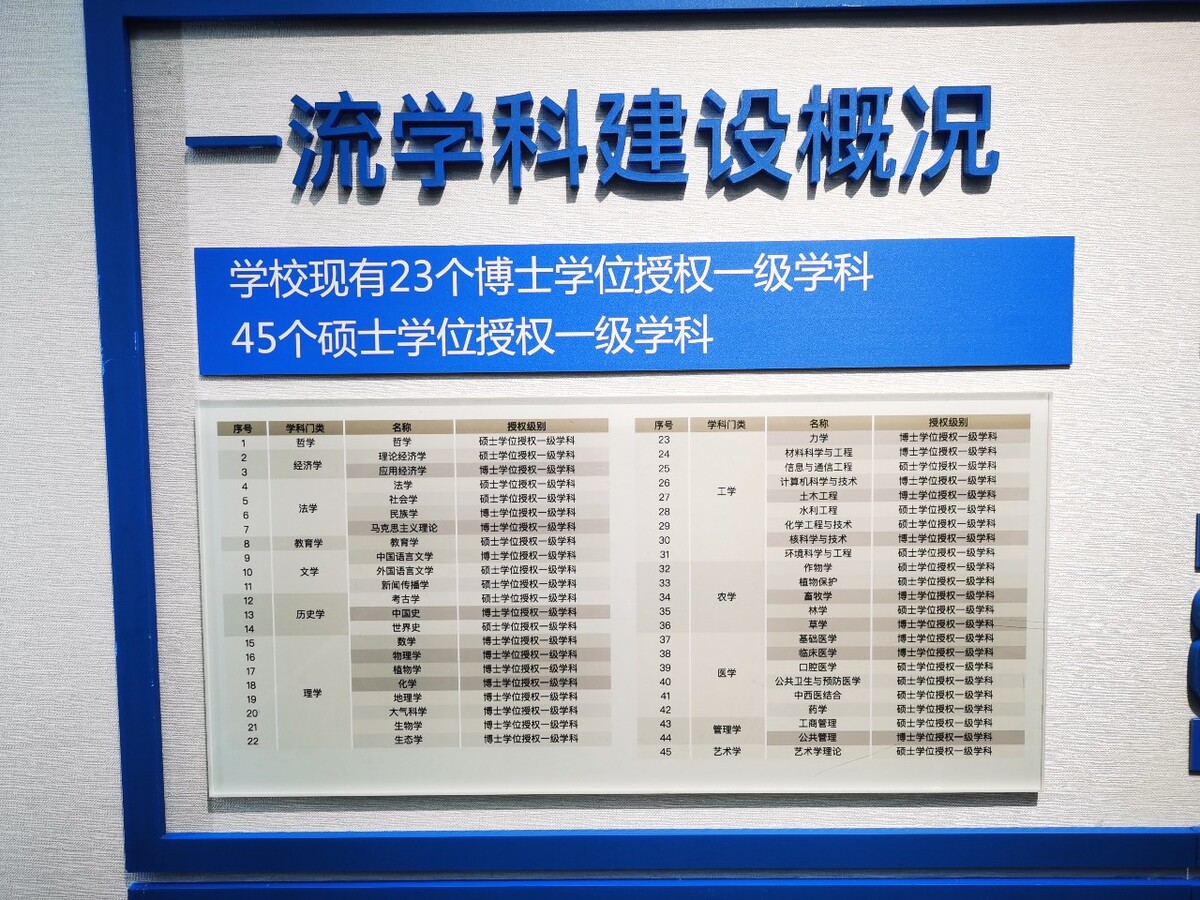 一流学科建设概况
学校现有23个博士学位授权一级学科
45个硕士学位授权一级学科
序号 学科门类 名称 授权级别
1 哲学 哲学 硕士学位授权一级学科
2 经济学 理论经济学 硕士学位授权一级学科
3 应用经济学 博士学位授权一级学科
4 法学 法学 硕士学位授权一级学科
5 社会学 硕士学位授权一级学科
6 民族学 博士学位授权一级学科
7 马克思主义理论 博士学位授权一级学科
8 教育学 教育学 硕士学位授权一级学科
9 文学 中国语言文学 博士学位授权一级学科
10 外国语言文学 硕士学位授权一级学科
11 新闻传播学 硕士学位授权一级学科
12 历史学 考古学 硕士学位授权一级学科
13 中国史 博士学位授权一级学科
14 世界史 硕士学位授权一级学科
15 理学 数学 博士学位授权一级学科
16 物理学 博士学位授权一级学科
17 植物学 博士学位授权一级学科
18 化学 博士学位授权一级学科
19 地理学 博士学位授权一级学科
20 大气科学 博士学位授权一级学科
21 生物学 博士学位授权一级学科
22 生态学 博士学位授权一级学科
序号 学科门类 名称 授权级别
23 工学 力学 博士学位授权一级学科
24 材料科学与工程 博士学位授权一级学科
25 信息与通信工程 硕士学位授权一级学科
26 计算机科学与技术 博士学位授权一级学科
27 土木工程 博士学位授权一级学科
28 水利工程 硕士学位授权一级学科
29 化学工程与技术 硕士学位授权一级学科
30 核科学与技术 博士学位授权一级学科
31 环境科学与工程 硕士学位授权一级学科
32 农学 作物学 硕士学位授权一级学科
33 植物保护 硕士学位授权一级学科
34 畜牧学 博士学位授权一级学科
35 林学 硕士学位授权一级学科
36 草学 博士学位授权一级学科
37 医学 基础医学 博士学位授权一级学科
38 临床医学 博士学位授权一级学科
39 口腔医学 硕士学位授权一级学科
40 公共卫生与预防医学 硕士学位授权一级学科
41 中西医结合 硕士学位授权一级学科
42 药学 硕士学位授权一级学科
43 管理学 工商管理 硕士学位授权一级学科
44 公共管理 博士学位授权一级学科
45 艺术学 艺术学理论 硕士学位授权一级学科